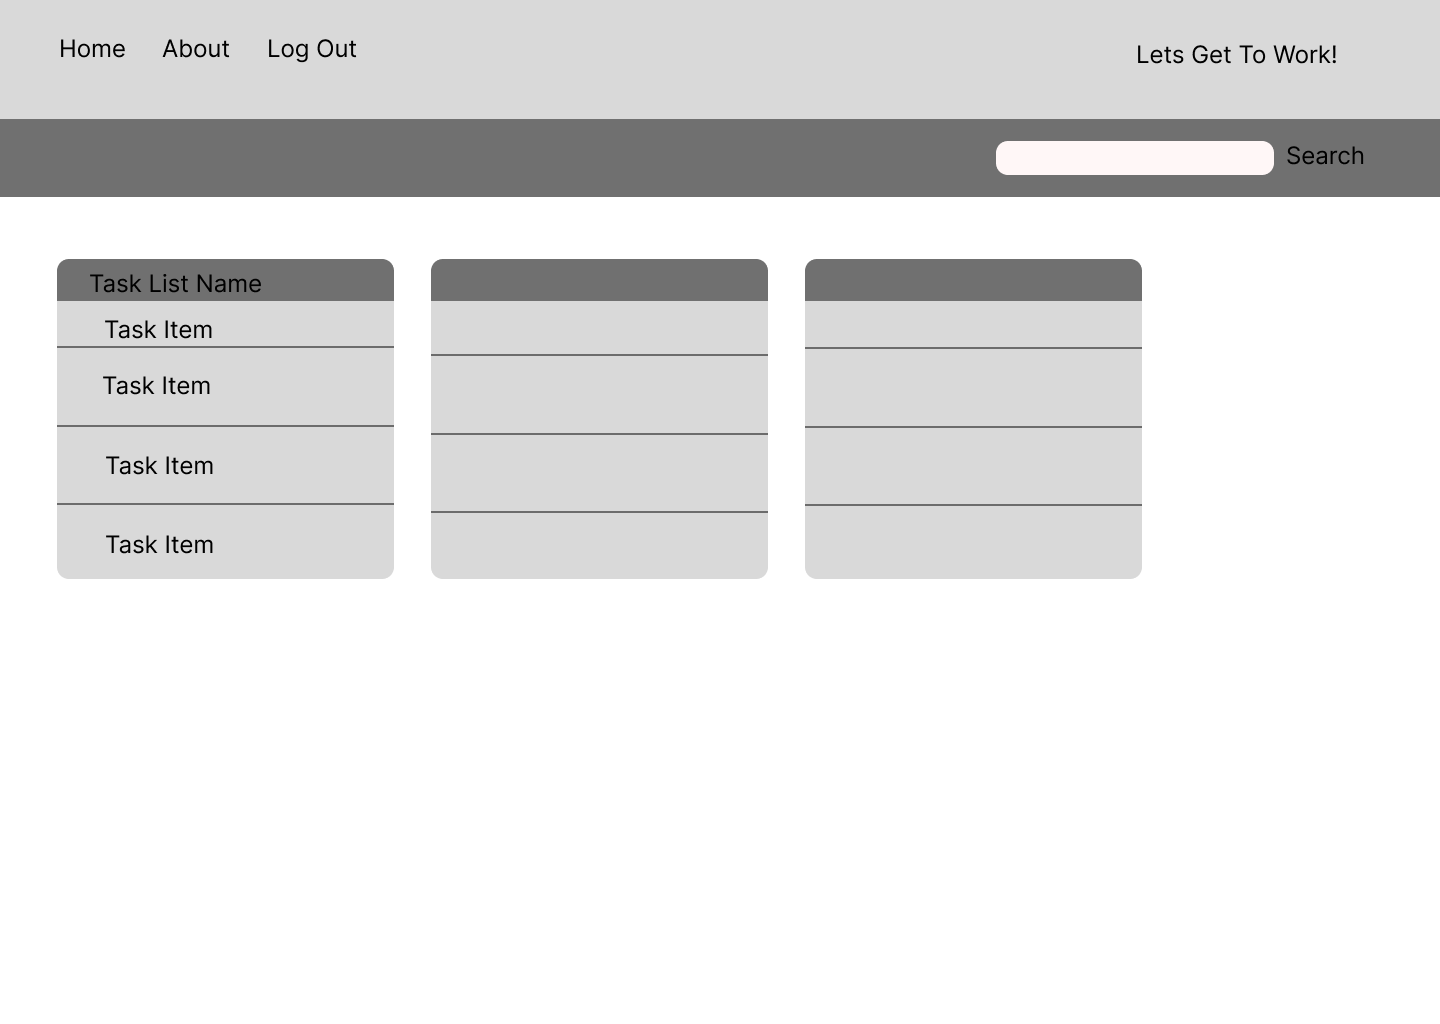 Home About Log Out
Lets Get To Work!
Search
Task List Name
Task Item
Task Item
Task Item
Task Item